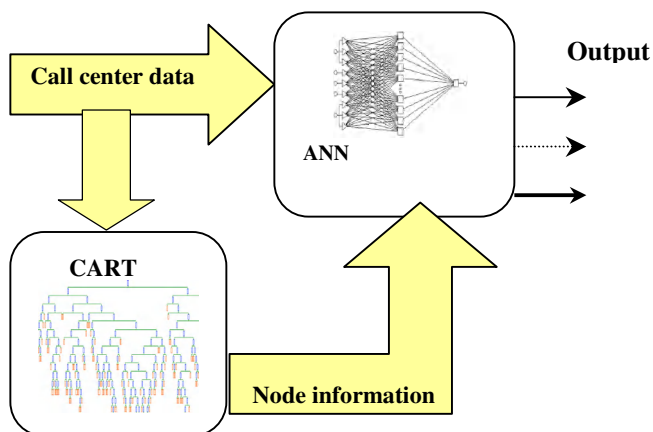 Output
Call center data
ANN
CART
Node information